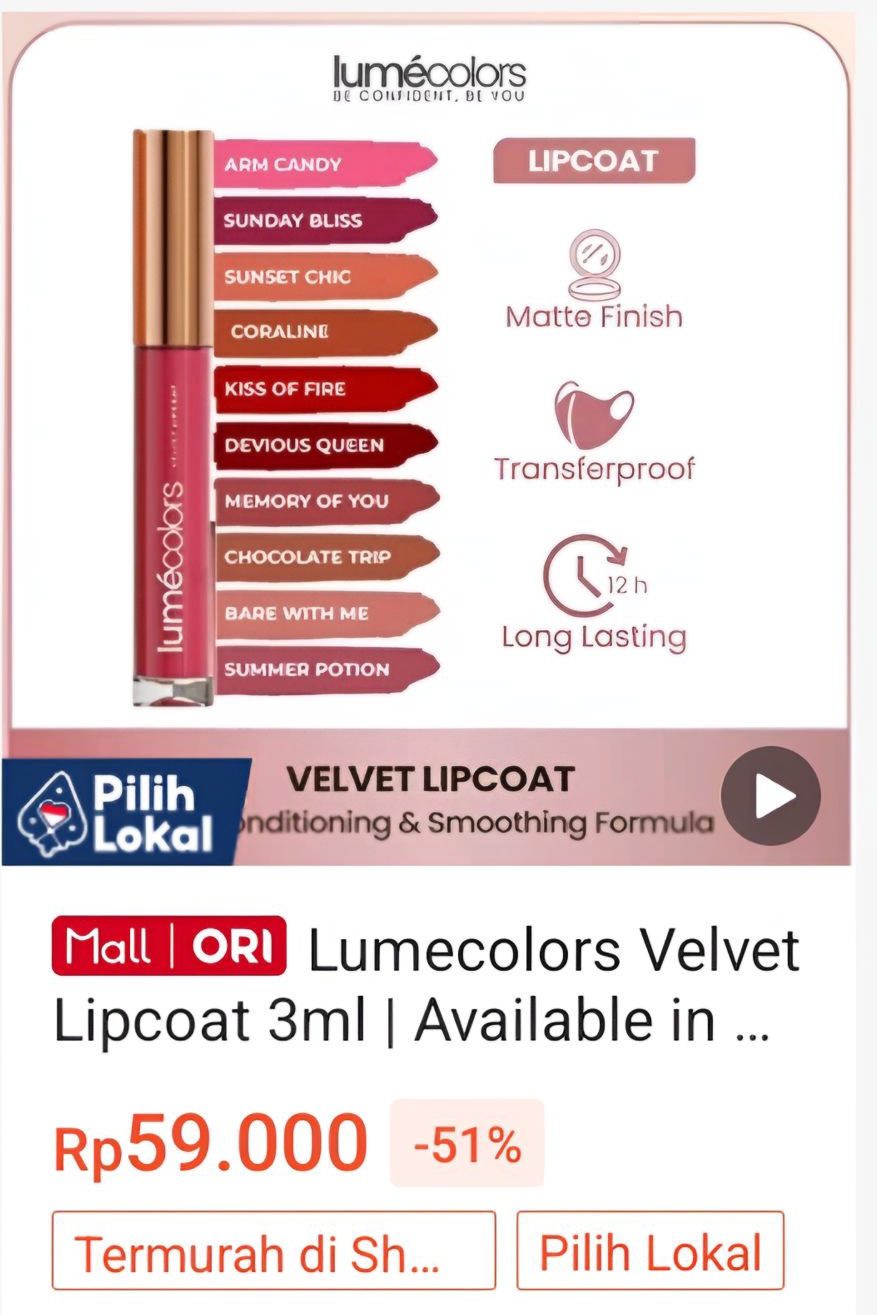 lumécolors
BE CONFIDENT, BE YOU
ARM CANDY
SUNDAY BLISS
SUNSET CHIC
CORALINE
KISS OF FIRE
DEVIOUS QUEEN
MEMORY OF YOU
CHOCOLATE TRIP
BARE WITH ME
SUMMER POTION
lumécolors
LIPCOAT
Matte Finish
Transferproof
12 h
Long Lasting
VELVET LIPCOAT
onditioning & Smoothing Formula
Pilih
Lokal
Mall | ORI Lumecolors Velvet
Lipcoat 3ml | Available in ...
Rp59.000 -51%
Termurah di Sh... Pilih Lokal